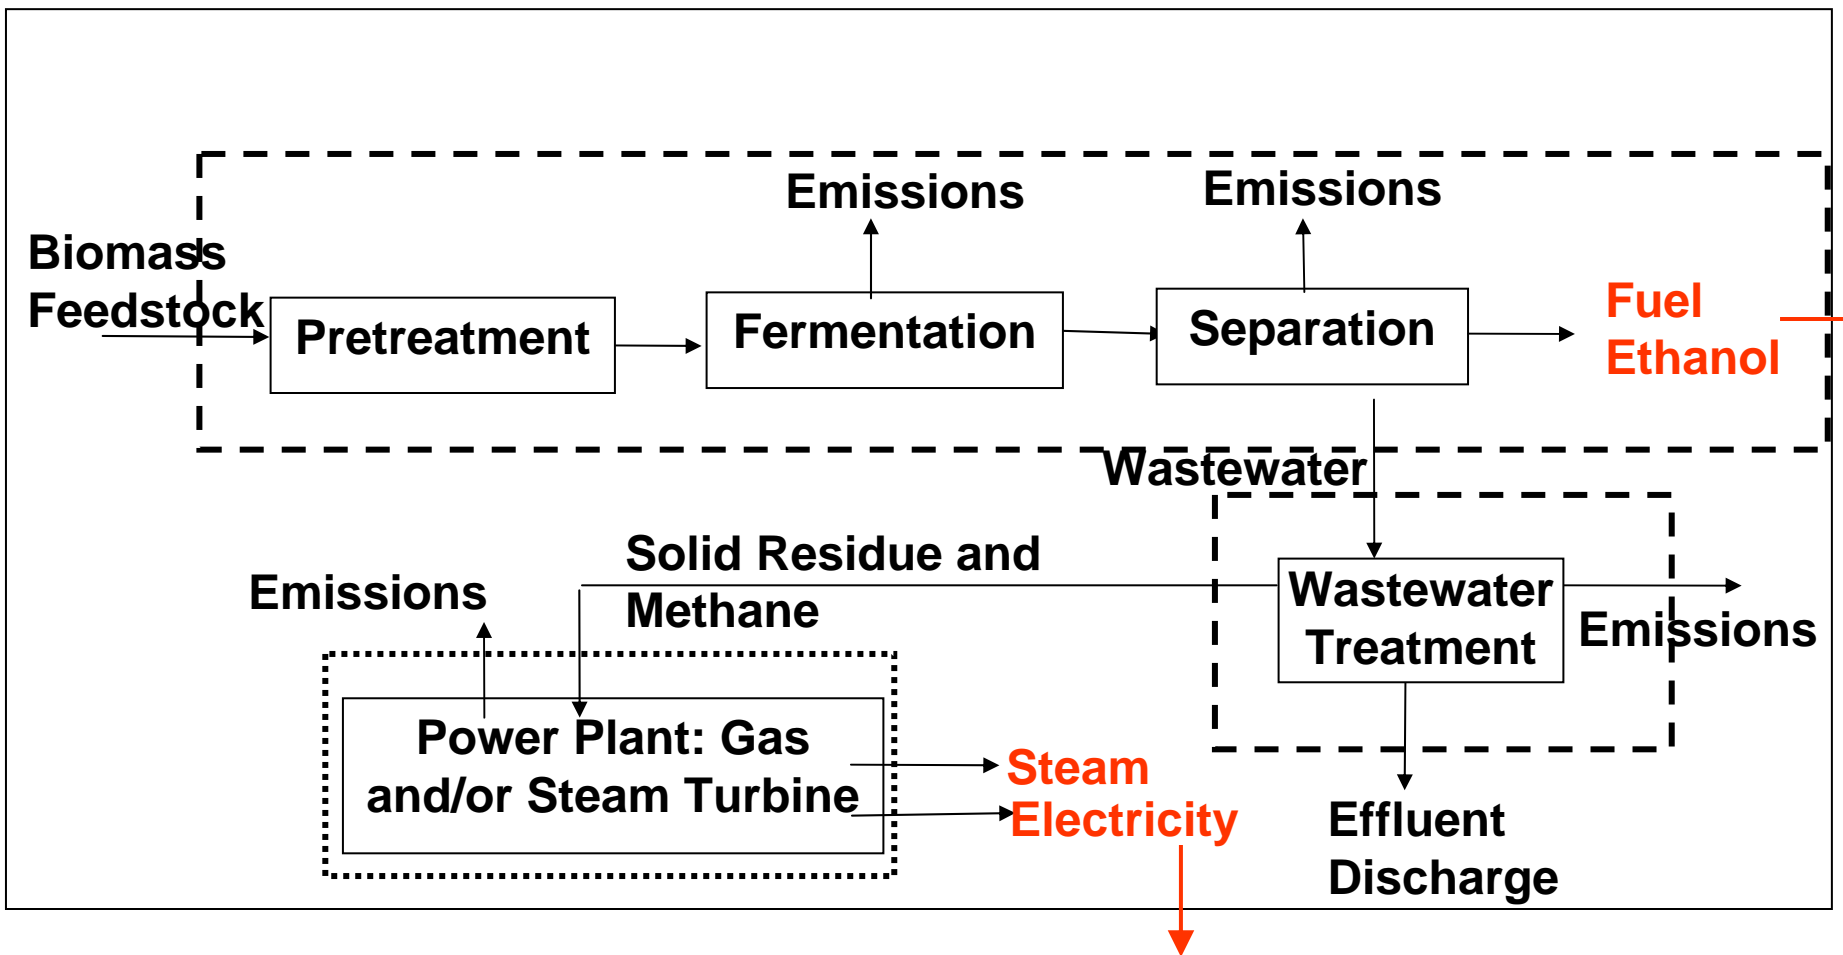 Emissions
Emissions
Biomass
Feedstock
Pretreatment
Fermentation
Separation
Fuel
Ethanol
Wastewater
Solid Residue and
Methane
Emissions
Wastewater
Treatment
Emissions
Power Plant: Gas
and/or Steam Turbine
Steam
Electricity
Effluent
Discharge